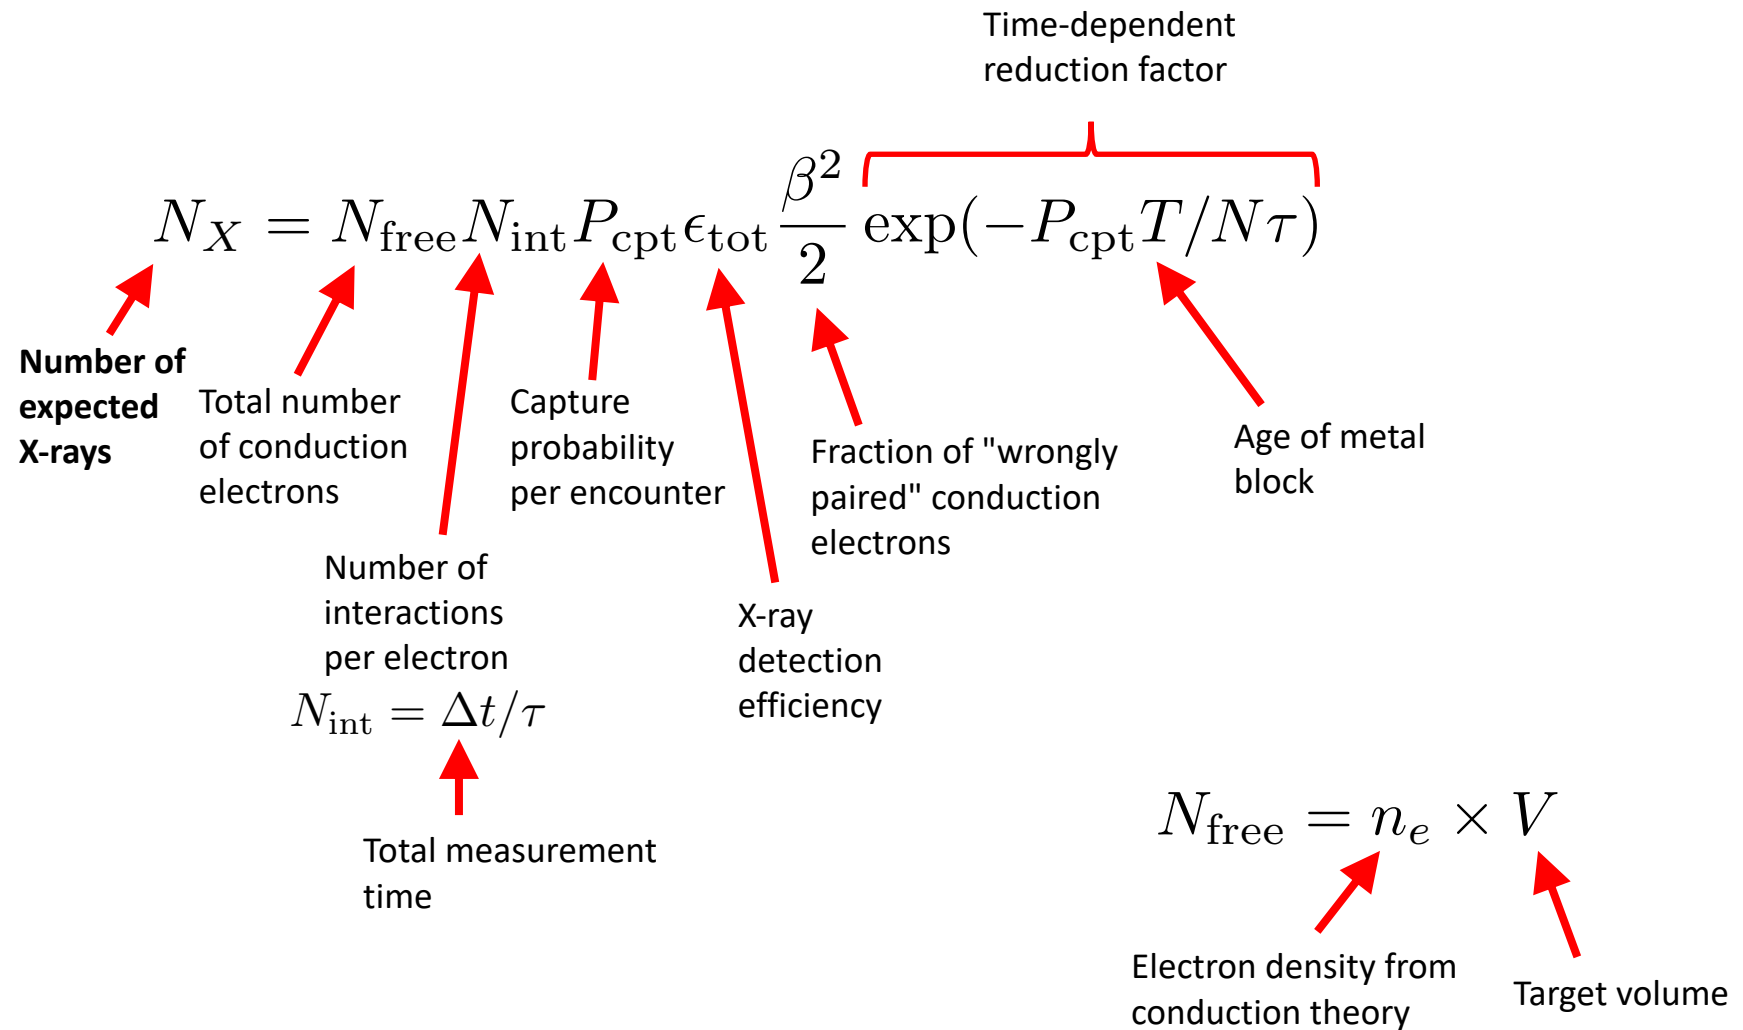 Time-dependent
reduction factor
N_X = N_free N_int P_cpt ϵ_tot β²/2 exp(−P_cpt T/Nτ)
Number of
expected
X-rays
Total number
of conduction
electrons
Capture
probability
per encounter
Fraction of "wrongly
paired" conduction
electrons
Age of metal
block
Number of
interactions
per electron
N_int = Δt/τ
X-ray
detection
efficiency
Total measurement
time
N_free = n_e × V
Electron density from
conduction theory
Target volume